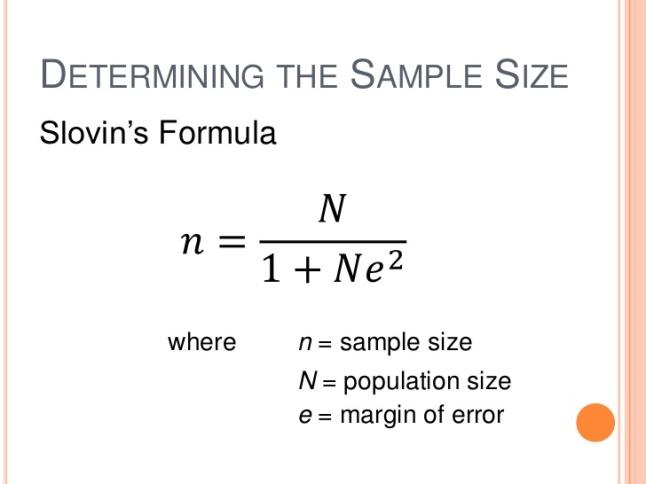 DETERMINING THE SAMPLE SIZE
Slovin’s Formula
n = N / (1 + Ne²)
where n = sample size
N = population size
e = margin of error